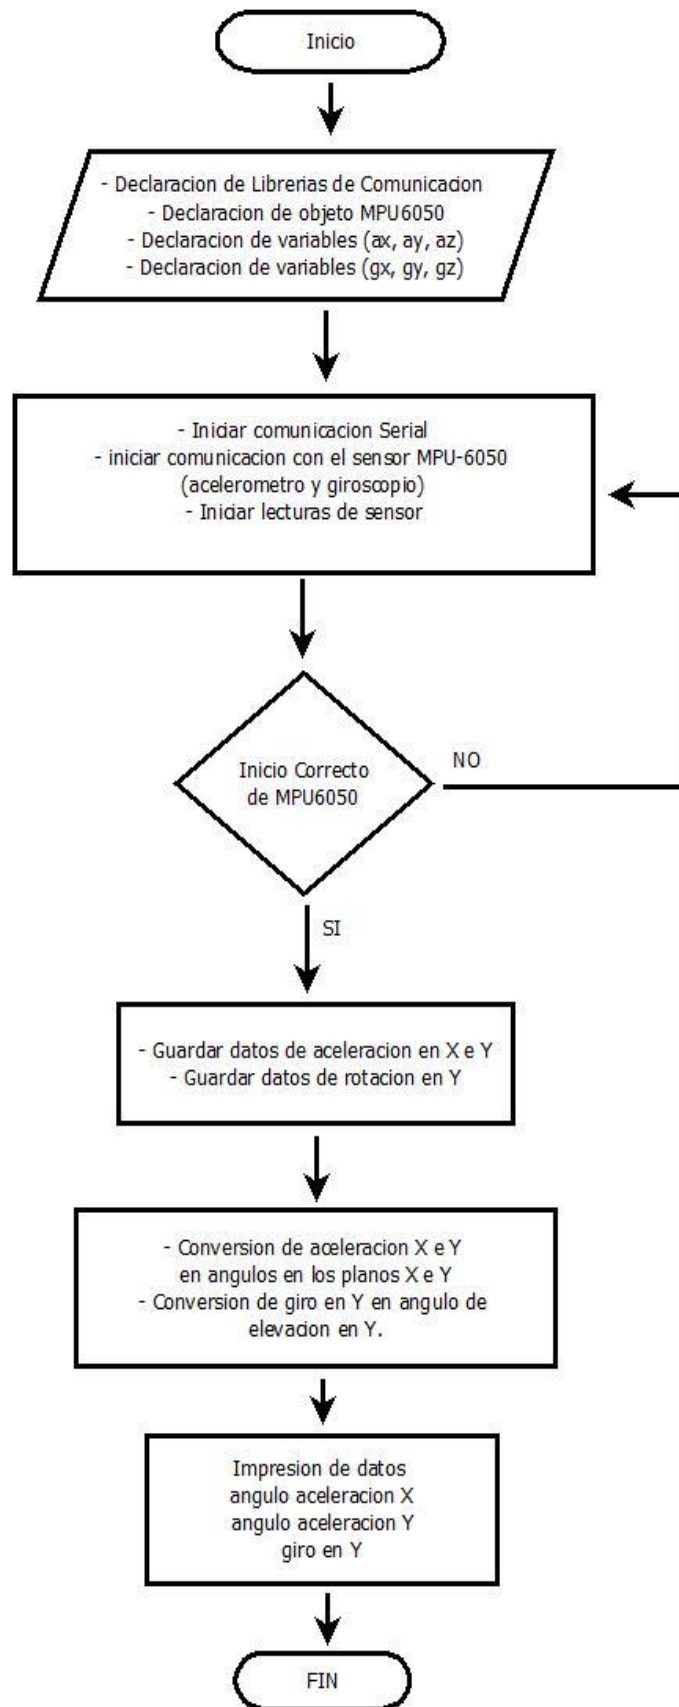 Inicio
- Declaracion de Librerias de Comunicacion
- Declaracion de objeto MPU6050
- Declaracion de variables (ax, ay, az)
- Declaracion de variables (gx, gy, gz)
- Iniciar comunicacion Serial
- iniciar comunicacion con el sensor MPU-6050
(acelerometro y giroscopio)
- Iniciar lecturas de sensor
Inicio Correcto
de MPU6050
NO
SI
- Guardar datos de aceleracion en X e Y
- Guardar datos de rotacion en Y
- Conversion de aceleracion X e Y
en angulos en los planos X e Y
- Conversion de giro en Y en angulo de
elevacion en Y.
Impresion de datos
angulo aceleracion X
angulo aceleracion Y
giro en Y
FIN